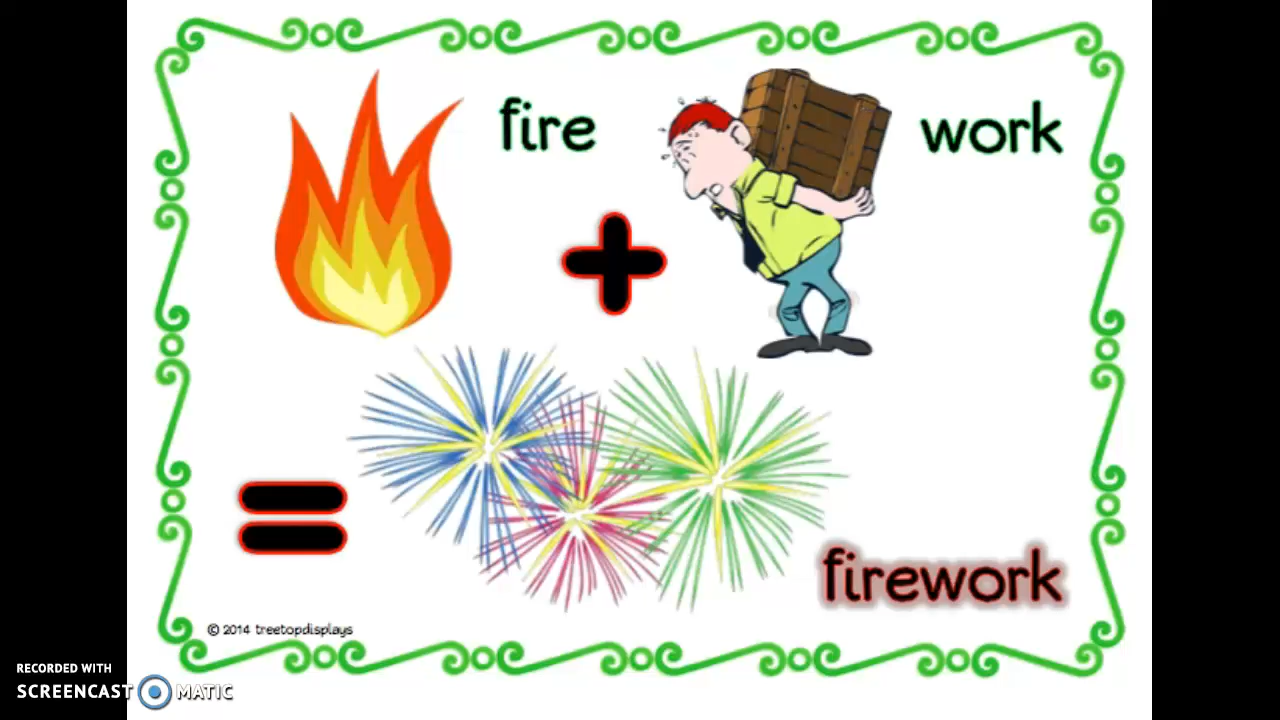 fire
work
firework
© 2014 treetopdisplays
RECORDED WITH
SCREENCAST MATIC